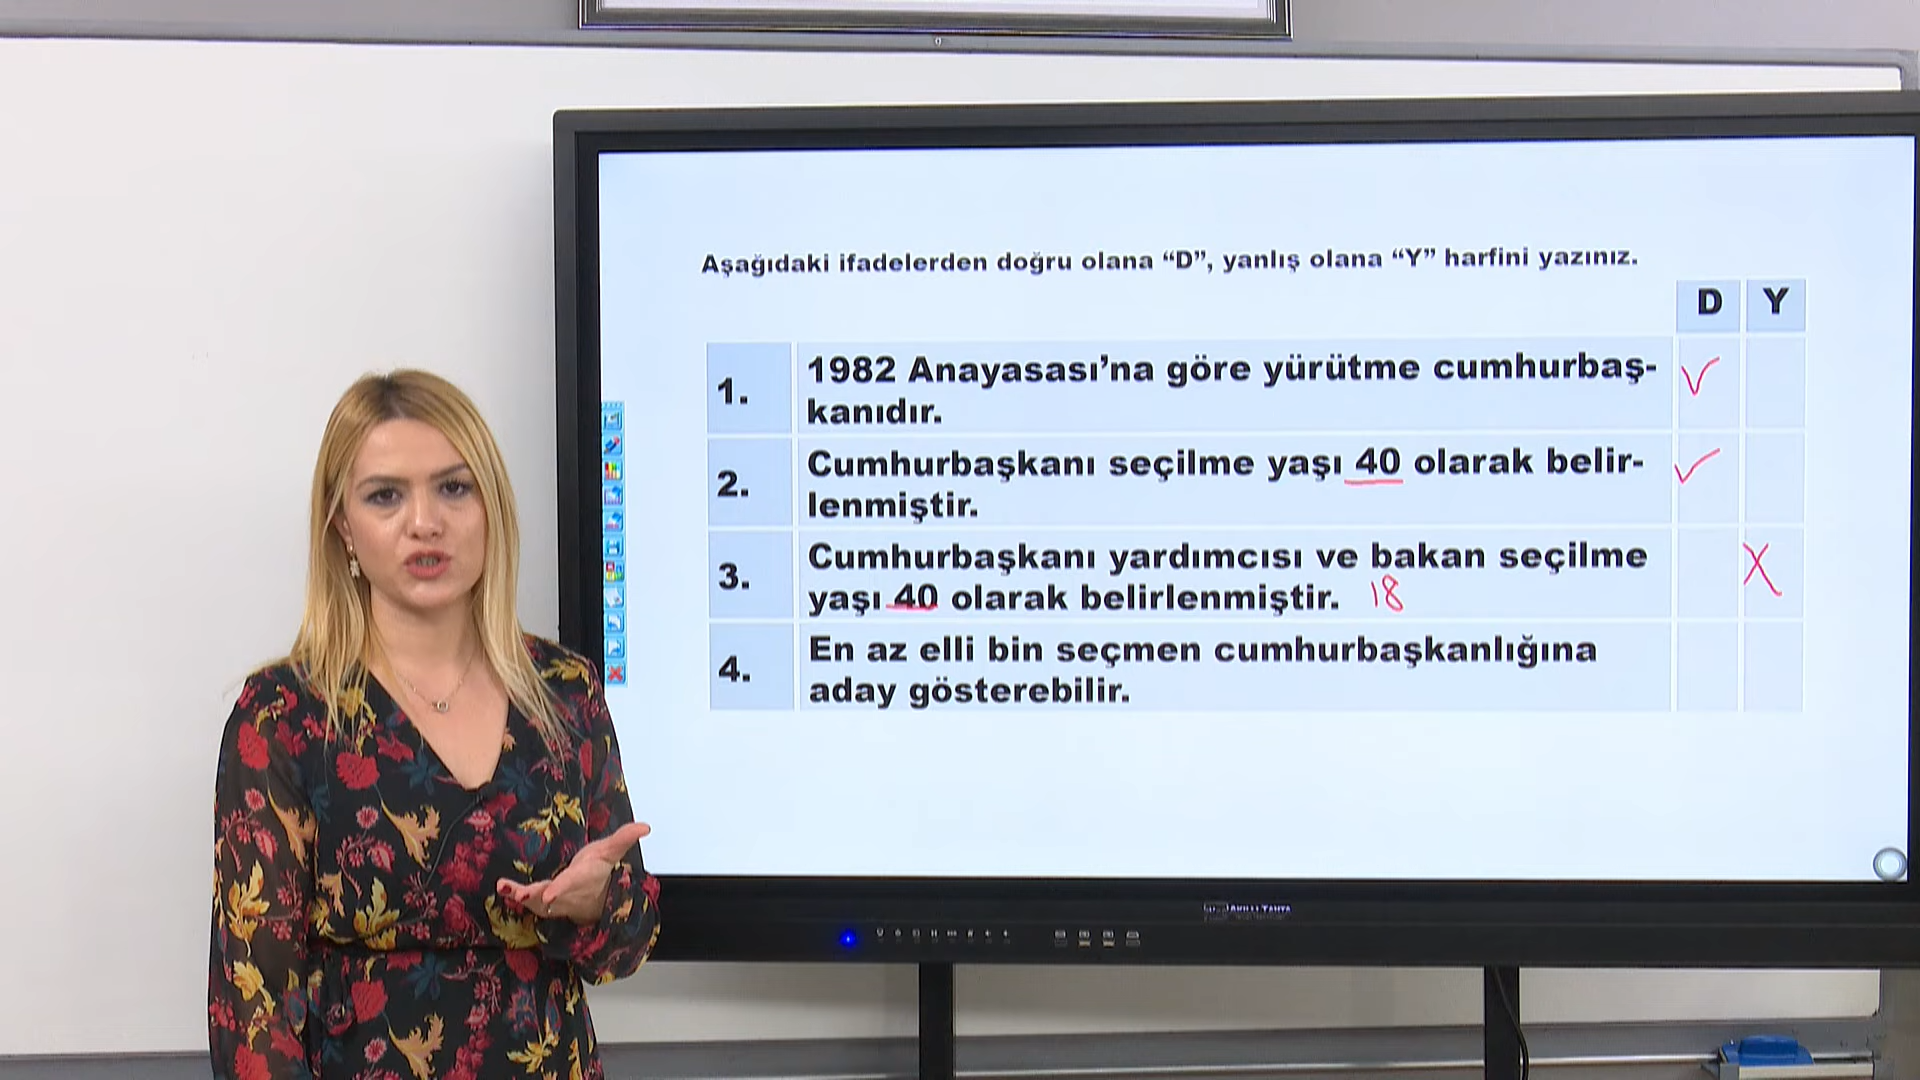 Aşağıdaki ifadelerden doğru olana “D”, yanlış olana “Y” harfini yazınız.
D Y
1. 1982 Anayasası’na göre yürütme cumhurbaş-
kanıdır.
2. Cumhurbaşkanı seçilme yaşı 40 olarak belir-
lenmiştir.
3. Cumhurbaşkanı yardımcısı ve bakan seçilme
yaşı 40 olarak belirlenmiştir. 18
4. En az elli bin seçmen cumhurbaşkanlığına
aday gösterebilir.